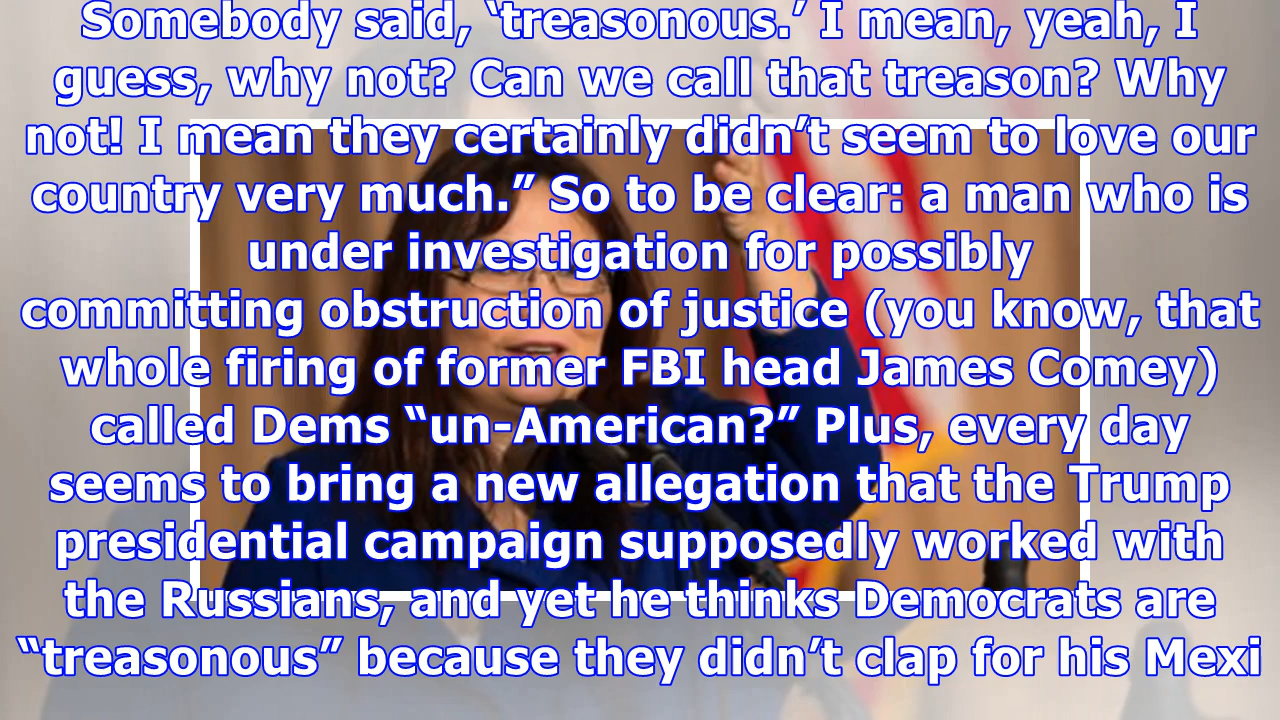 Somebody said, ‘treasonous.’ I mean, yeah, I
guess, why not? Can we call that treason? Why
not! I mean they certainly didn’t seem to love our
country very much.” So to be clear: a man who is
under investigation for possibly
committing obstruction of justice (you know, that
whole firing of former FBI head James Comey)
called Dems “un-American?” Plus, every day
seems to bring a new allegation that the Trump
presidential campaign supposedly worked with
the Russians, and yet he thinks Democrats are
“treasonous” because they didn’t clap for his Mexi